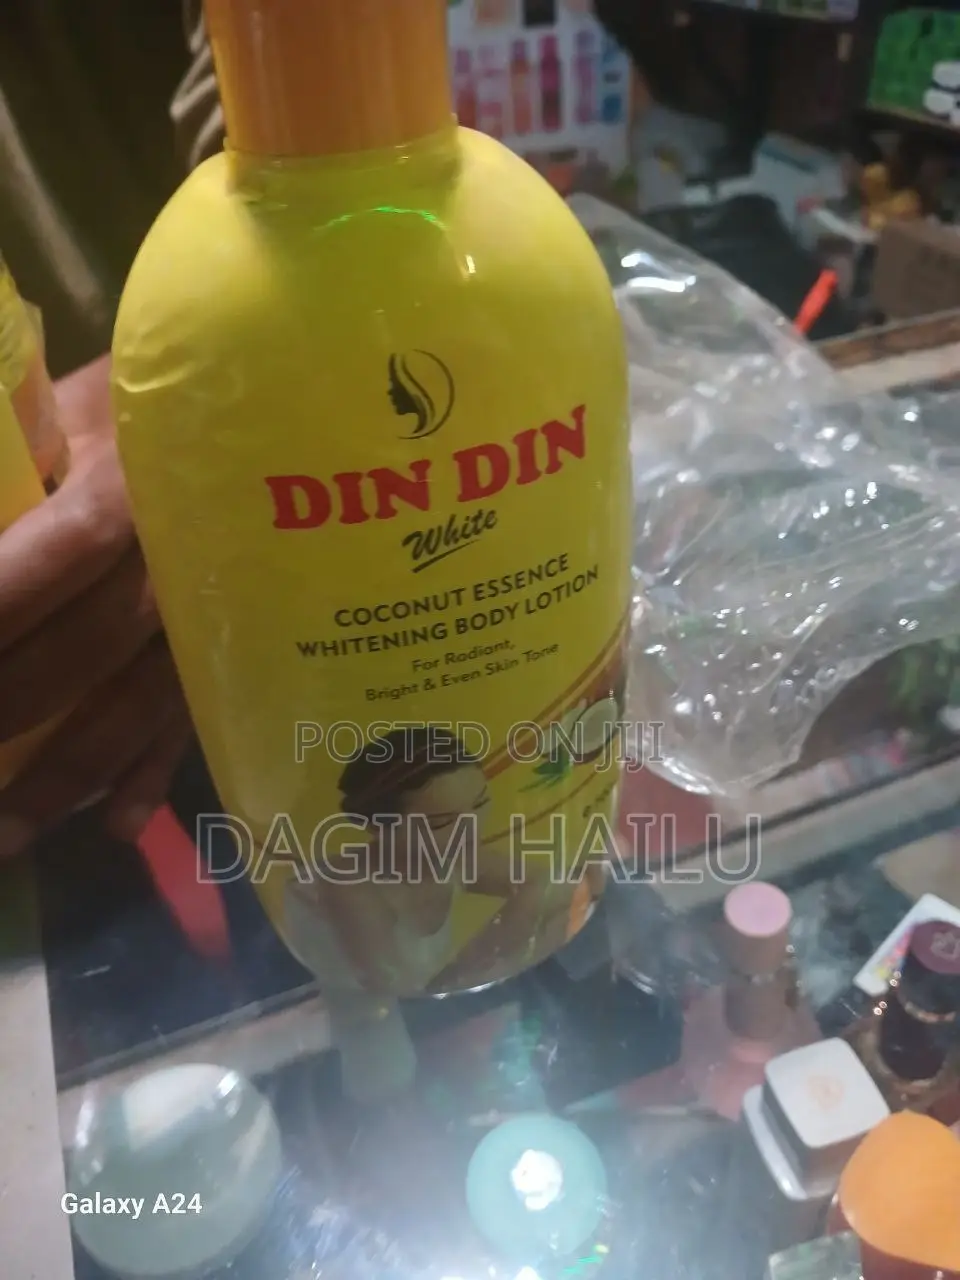 DIN DIN
White
COCONUT ESSENCE
WHITENING BODY LOTION
For Radiant,
Bright & Even Skin Tone
POSTED ON JIJI
DAGIM HAILU
Galaxy A24